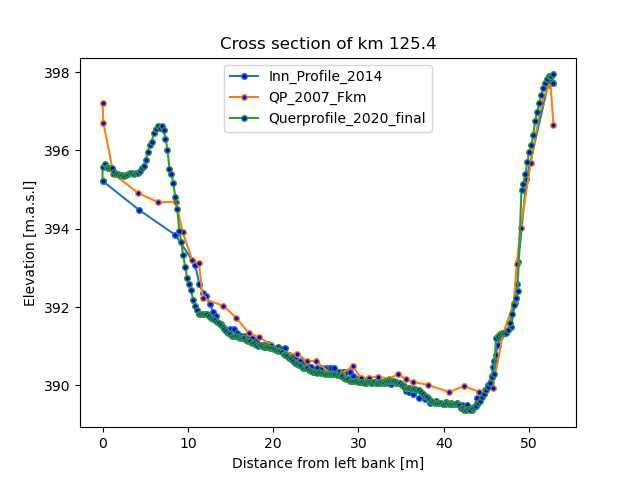 Cross section of km 125.4
Inn_Profile_2014
QP_2007_Fkm
Querprofile_2020_final
398
396
394
392
390
Elevation [m.a.s.l]
0 10 20 30 40 50
Distance from left bank [m]